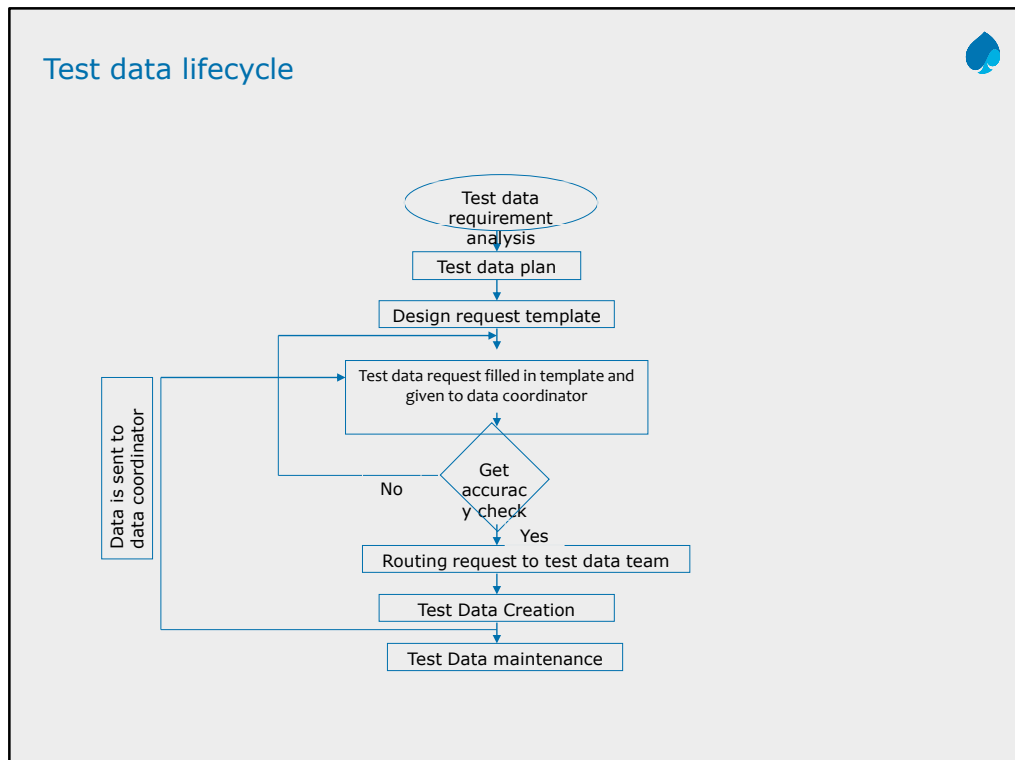 Test data lifecycle
Test data
requirement
analysis
Test data plan
Design request template
Test data request filled in template and
given to data coordinator
Data is sent to
data coordinator
Get
accurac
y check
No
Yes
Routing request to test data team
Test Data Creation
Test Data maintenance